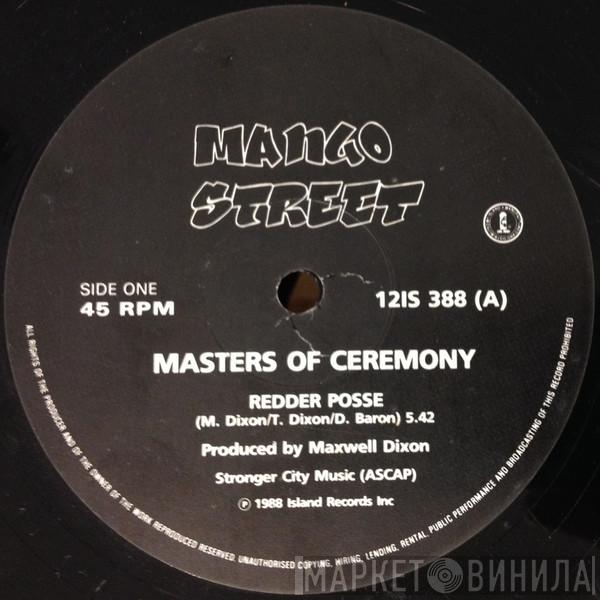 MANGO
STREET
SIDE ONE
45 RPM
12IS 388 (A)
MASTERS OF CEREMONY
REDDER POSSE
(M. Dixon/T. Dixon/D. Baron) 5.42
Produced by Maxwell Dixon
Stronger City Music (ASCAP)
℗ 1988 Island Records Inc
ALL RIGHTS OF THE PRODUCER AND OF THE OWNER OF THE WORK REPRODUCED RESERVED. UNAUTHORISED COPYING, HIRING, LENDING, RENTAL, PUBLIC PERFORMANCE AND BROADCASTING OF THIS RECORD PROHIBITED
МАРКЕТ ВИНИЛА